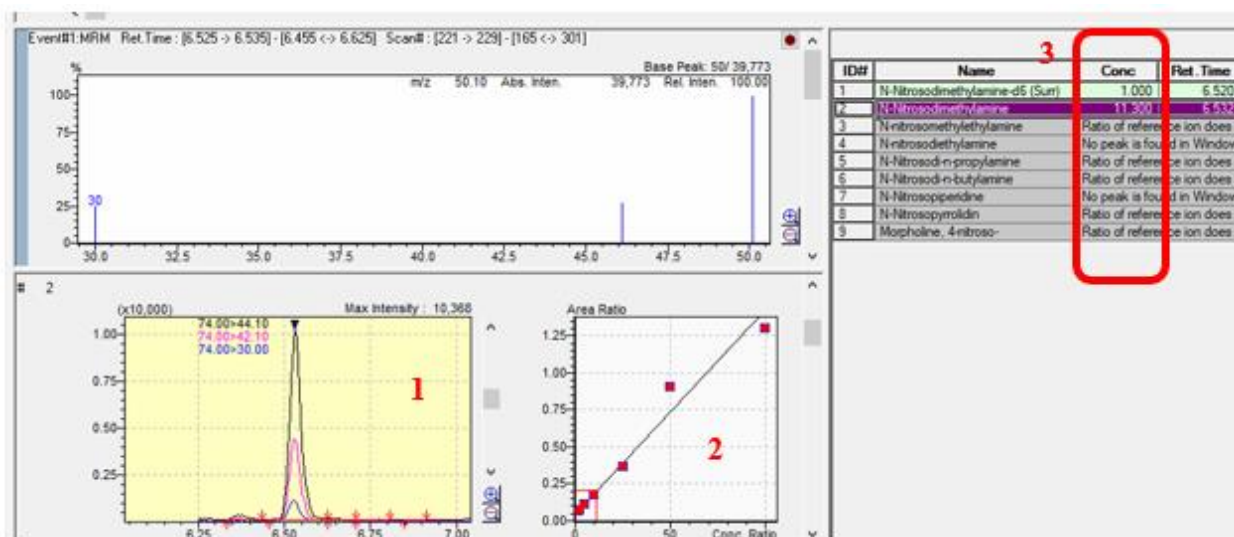 Event#1:MRM Ret.Time : [6.525 -> 6.535] - [6.455 <-> 6.625] Scan# : [221 -> 229] - [165 <-> 301]
% Base Peak: 50/ 39,773
m/z 50.10 Abs. Inten. 39,773 Rel. Inten. 100.00
100
75
50
25
0
30
30.0 32.5 35.0 37.5 40.0 42.5 45.0 47.5 50.0
# 2
(x10,000) Max Intensity : 10,368
74.00>44.10
74.00>42.10
74.00>30.00
1.00
0.75
0.50
0.25
6.25 6.50 6.75 7.00
1
Area Ratio
1.25
1.00
0.75
0.50
0.25
0.00
0 50 Conc. Ratio
2
3
ID# Name Conc Ret.Time
1 N-Nitrosodimethylamine-d6 (Surr) 1.000 6.520
2 N-Nitrosodimethylamine 11.300 6.532
3 N-nitrosomethylethylamine Ratio of reference ion does
4 N-nitrosodiethylamine No peak is found in Window
5 N-Nitrosodi-n-propylamine Ratio of reference ion does
6 N-Nitrosodi-n-butylamine Ratio of reference ion does
7 N-Nitrosopiperidine No peak is found in Window
8 N-Nitrosopyrrolidin Ratio of reference ion does
9 Morpholine, 4-nitroso- Ratio of reference ion does